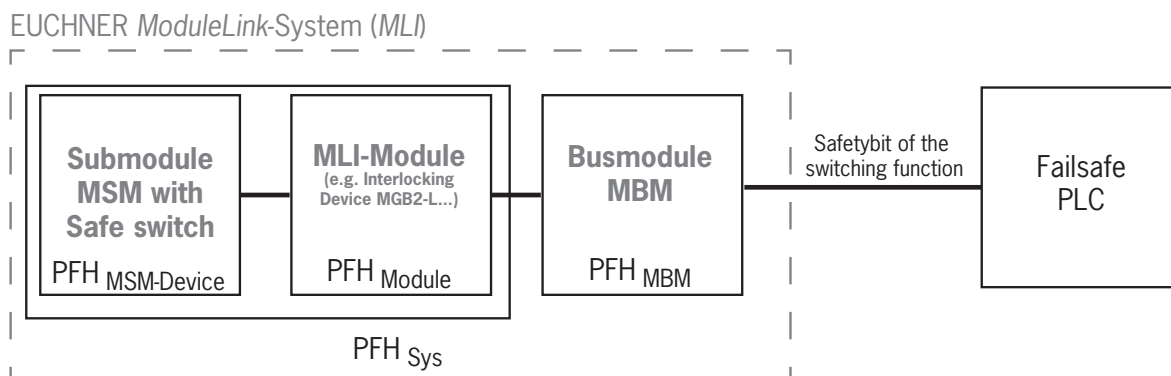 EUCHNER ModuleLink-System (MLI)
Submodule
MSM with
Safe switch
PFH MSM-Device
MLI-Module
(e.g. Interlocking
Device MGB2-L...)
PFH Module
Busmodule
MBM
PFH MBM
PFH Sys
Safetybit of the
switching function
Failsafe
PLC